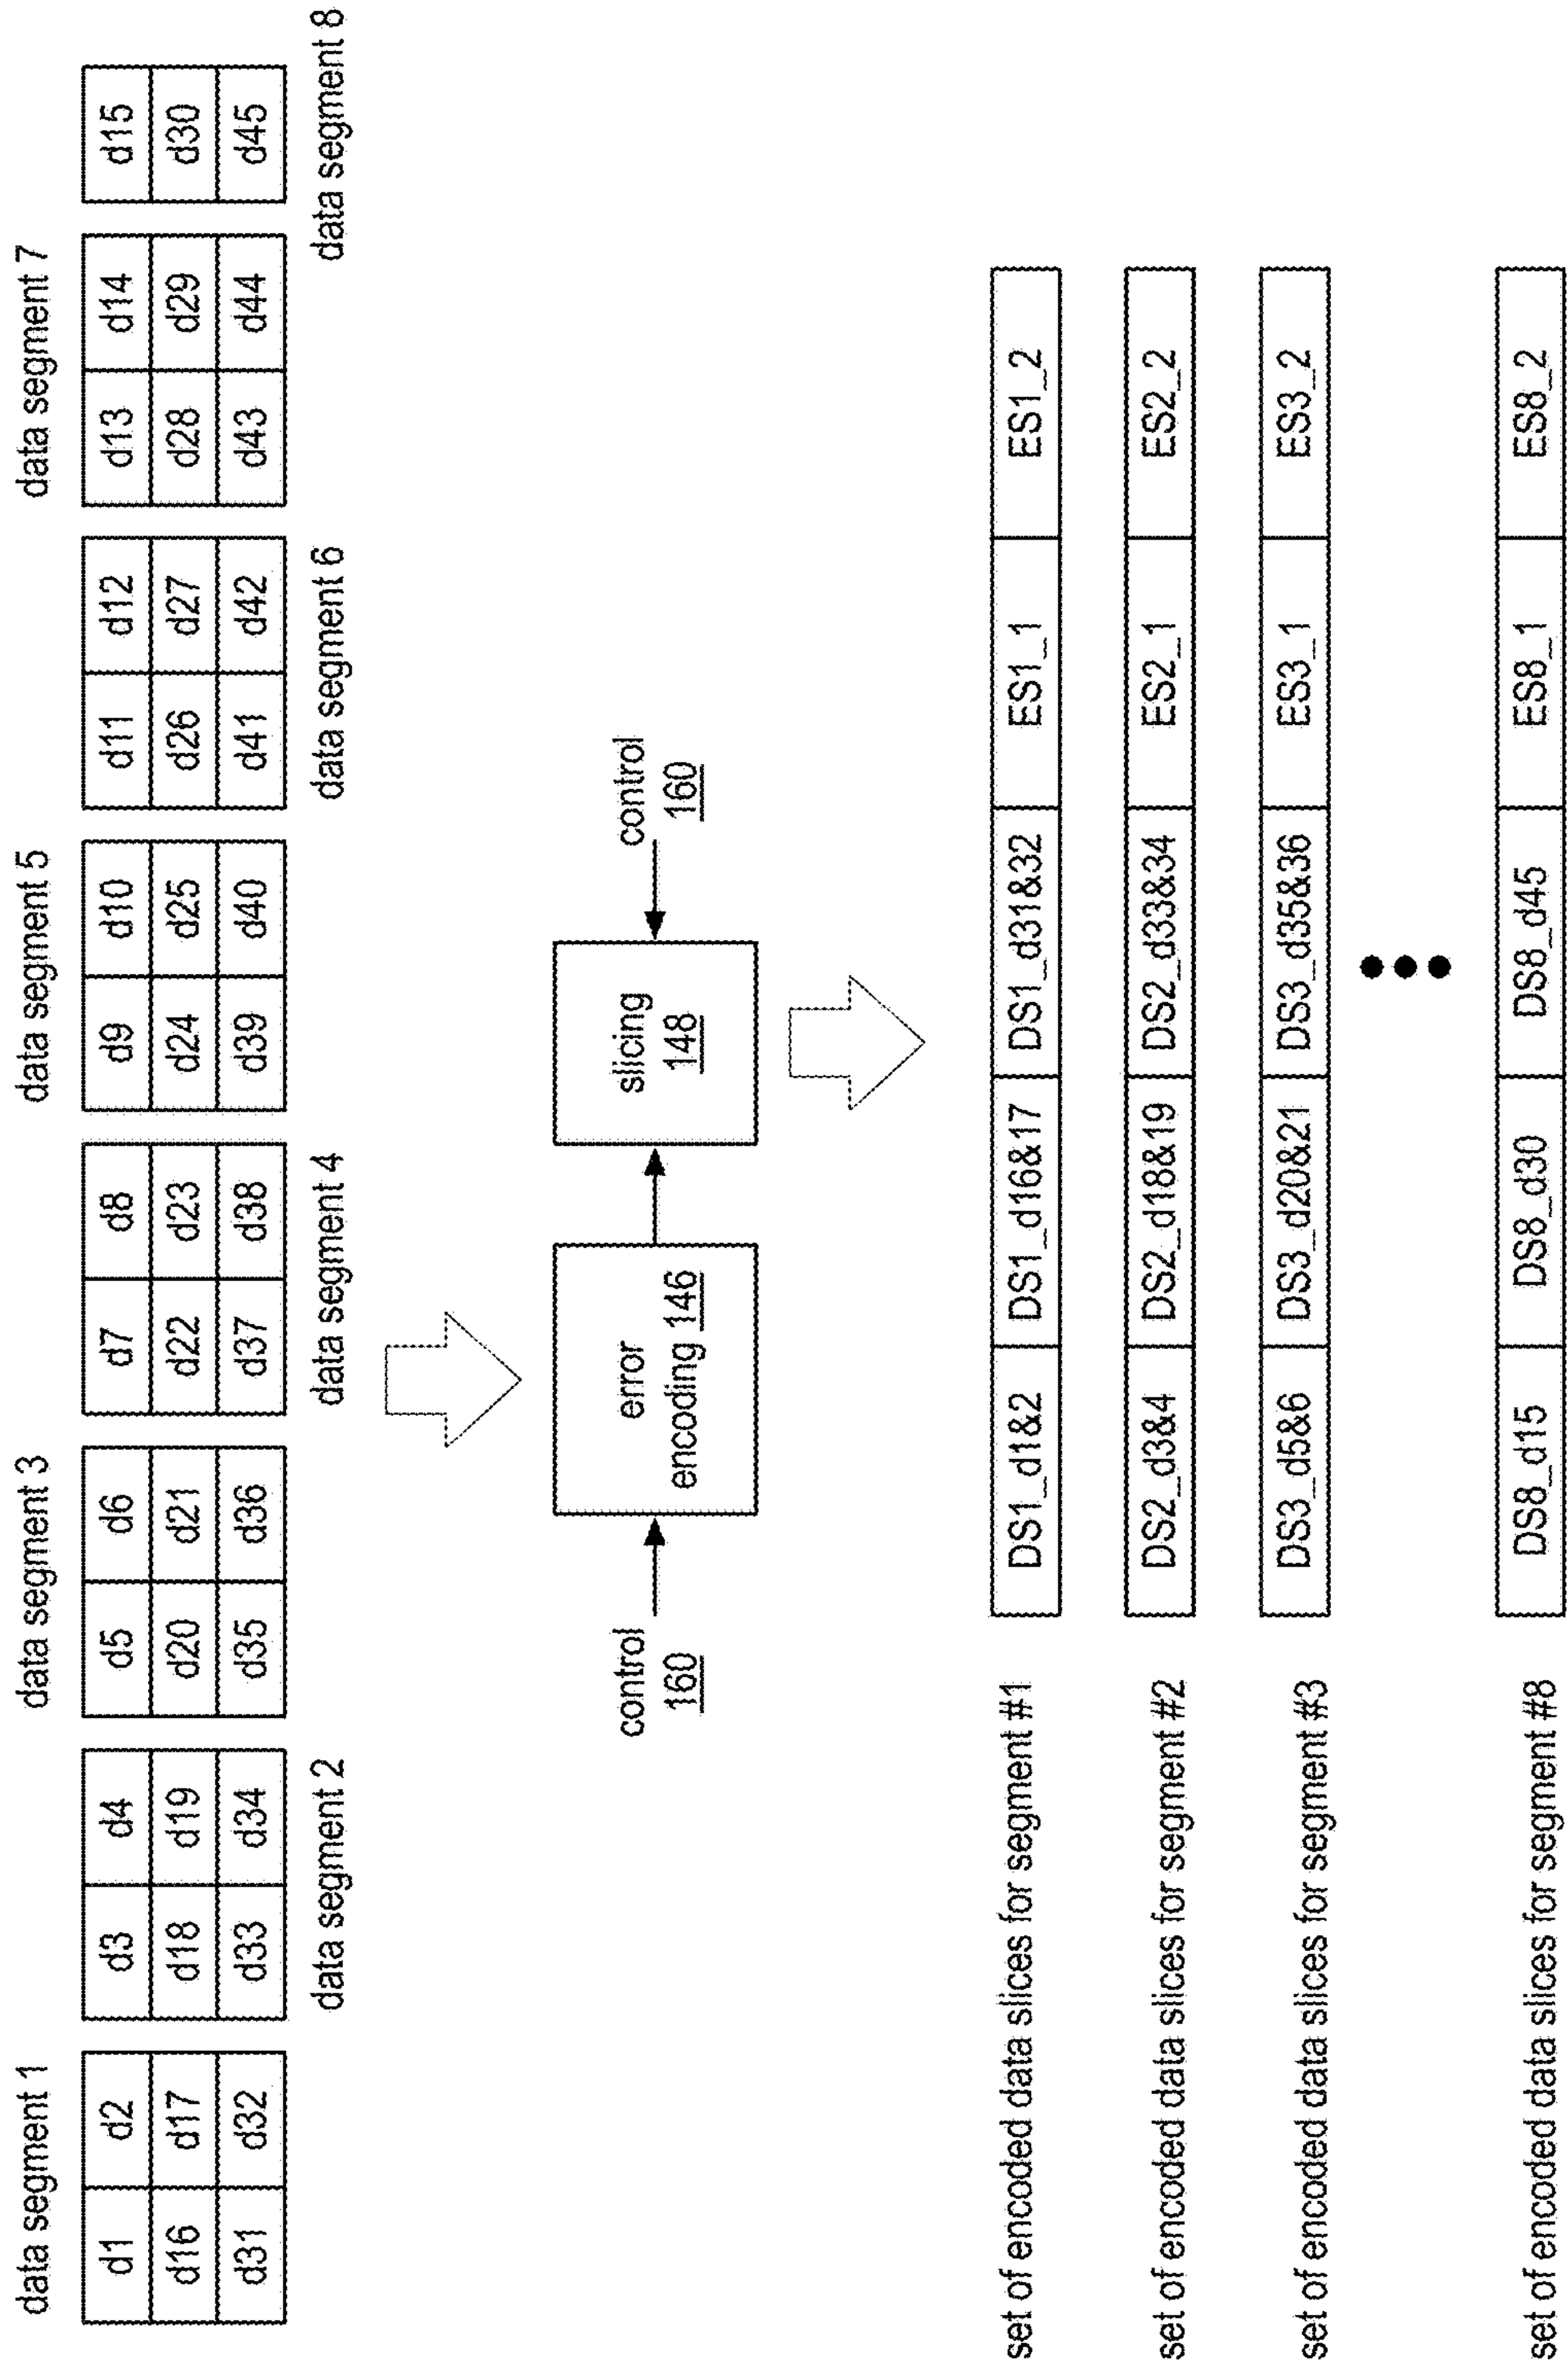 data segment 1 data segment 3 data segment 5 data segment 7
d1 d2 d3 d4 d5 d6 d7 d8 d9 d10 d11 d12 d13 d14 d15
d16 d17 d18 d19 d20 d21 d22 d23 d24 d25 d26 d27 d28 d29 d30
d31 d32 d33 d34 d35 d36 d37 d38 d39 d40 d41 d42 d43 d44 d45
data segment 2 data segment 4 data segment 6 data segment 8
control
160
error
encoding 146
slicing
148
control
160
set of encoded data slices for segment #1 DS1_d1&2 DS1_d16&17 DS1_d31&32 ES1_1 ES1_2
set of encoded data slices for segment #2 DS2_d3&4 DS2_d18&19 DS2_d33&34 ES2_1 ES2_2
set of encoded data slices for segment #3 DS3_d5&6 DS3_d20&21 DS3_d35&36 ES3_1 ES3_2
set of encoded data slices for segment #8 DS8_d15 DS8_d30 DS8_d45 ES8_1 ES8_2